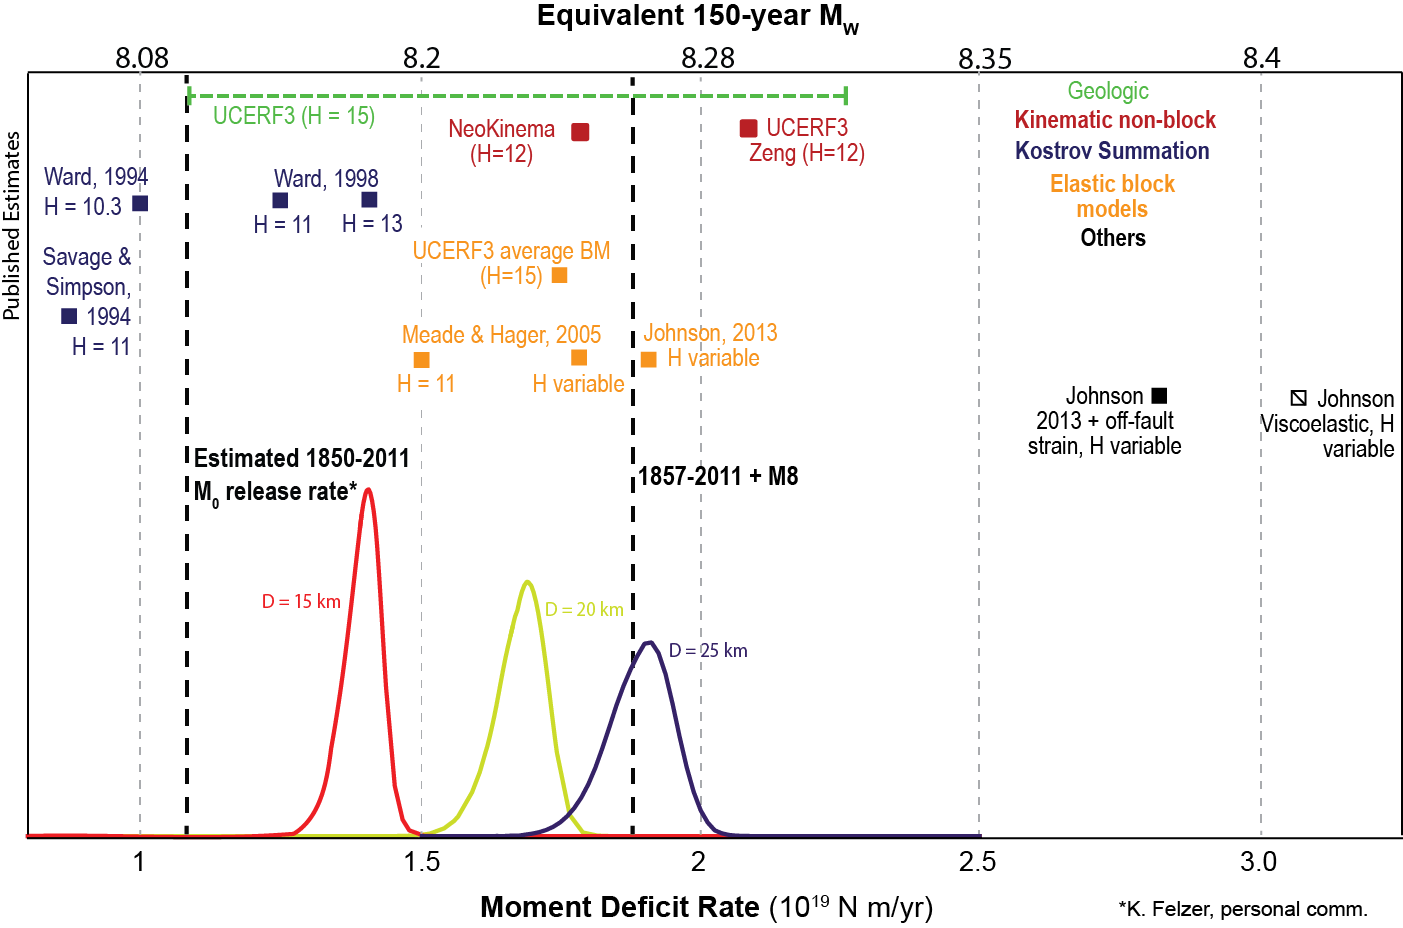 Equivalent 150-year Mw
8.08 8.2 8.28 8.35 8.4
Published Estimates
UCERF3 (H = 15)
Geologic
Kinematic non-block
Kostrov Summation
Elastic block
models
Others
NeoKinema
(H=12)
UCERF3
Zeng (H=12)
Ward, 1994
H = 10.3
Ward, 1998
H = 11
H = 13
Savage &
Simpson,
1994
H = 11
UCERF3 average BM
(H=15)
Meade & Hager, 2005
H = 11
H variable
Johnson, 2013
H variable
Johnson
2013 + off-fault
strain, H variable
Johnson
Viscoelastic, H
variable
Estimated 1850-2011
M0 release rate*
1857-2011 + M8
D = 15 km
D = 20 km
D = 25 km
1 1.5 2 2.5 3.0
Moment Deficit Rate (10¹⁹ N m/yr)
*K. Felzer, personal comm.